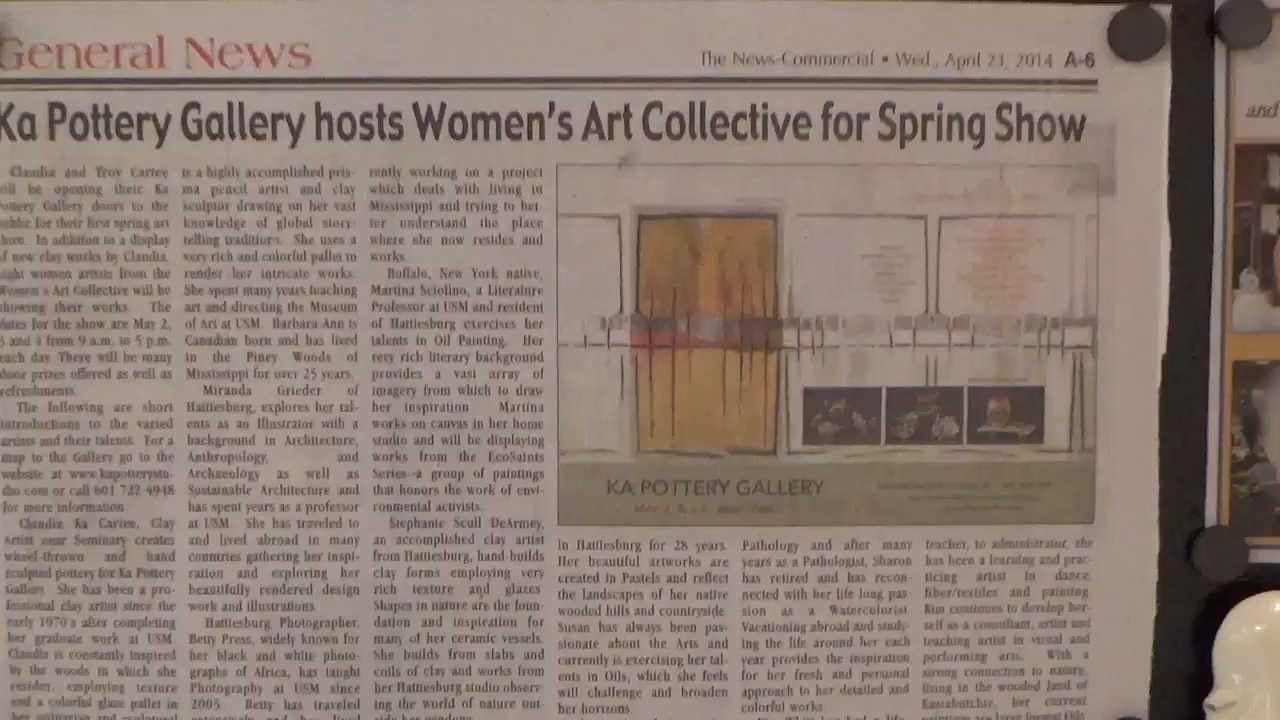 General News
The News-Commercial • Wed., April 23, 2014 A-6
Ka Pottery Gallery hosts Women's Art Collective for Spring Show
Claudia and Troy Cartee
will be opening their Ka
Pottery Gallery doors to the
public for their first spring art
show. In addition to a display
of new clay works by Claudia,
eight women artists from the
Women's Art Collective will be
showing their works. The
dates for the show are May 2,
3 and 4 from 9 a.m. to 5 p.m.
each day. There will be many
door prizes offered as well as
refreshments.
The following are short
introductions to the varied
artists and their talents. For a
map to the Gallery go to the
website at www.kapotterystu-
dio.com or call 601 722 4948
for more information
Claudia Ka Cartee, Clay
Artist near Seminary creates
wheel-thrown and hand
sculpted pottery for Ka Pottery
Gallery. She has been a pro-
fessional clay artist since the
early 1970's after completing
her graduate work at USM.
Claudia is constantly inspired
by the woods in which she
resides, employing texture
and a colorful glaze pallet in
is a highly accomplished pris-
ma pencil artist and clay
sculptor drawing on her vast
knowledge of global story-
telling traditions. She uses a
very rich and colorful pallet to
render her intricate works.
She spent many years teaching
art and directing the Museum
of Art at USM. Barbara Ann is
Canadian born and has lived
in the Piney Woods of
Mississippi for over 25 years.
Miranda Grieder of
Hattiesburg, explores her tal-
ents as an Illustrator with a
background in Architecture,
Anthropology, and
Archaeology as well as
Sustainable Architecture and
has spent years as a professor
at USM. She has traveled to
and lived abroad in many
countries gathering her inspi-
ration and exploring her
beautifully rendered design
work and illustrations.
Hattiesburg Photographer,
Betty Press, widely known for
her black and white photo-
graphs of Africa, has taught
Photography at USM since
2003. Betty has traveled
rently working on a project
which deals with living in
Mississippi and trying to bet-
ter understand the place
where she now resides and
works.
Buffalo, New York native,
Martina Sciolino, a Literature
Professor at USM and resident
of Hattiesburg exercises her
talents in Oil Painting. Her
very rich literary background
provides a vast array of
imagery from which to draw
her inspiration Martina
works on canvas in her home
studio and will be displaying
works from the EcoSaints
Series--a group of paintings
that honors the work of envi-
ronmental activists.
Stephanie Scull DeArmey,
an accomplished clay artist
from Hattiesburg, hand-builds
clay forms employing very
rich texture and glazes.
Shapes in nature are the foun-
dation and inspiration for
many of her ceramic vessels.
She builds from slabs and
coils of clay and works from
her Hattiesburg studio observ-
ing the world of nature out-
side her windows.
KA POTTERY GALLERY
in Hattiesburg for 28 years.
Her beautiful artworks are
created in Pastels and reflect
the landscapes of her native
wooded hills and countryside
Susan has always been pas-
sionate about the Arts and
currently is exercising her tal-
ents in Oils, which she feels
will challenge and broaden
her horizons.
Pathology and after many
years as a Pathologist, Sharon
has retired and has recon-
nected with her life long pas-
sion as a Watercolorist
Vacationing abroad and study-
ing the life around her each
year provides the inspiration
for her fresh and personal
approach to her detailed and
colorful works.
teacher, to administrator, she
has been a learning and prac-
ticing artist in dance,
fiber/textiles and painting.
Kim continues to develop her-
self as a consultant, artist and
teaching artist in visual and
performing arts. With a
strong connection to nature,
living in the wooded land of
Eastabutchie, her current
and